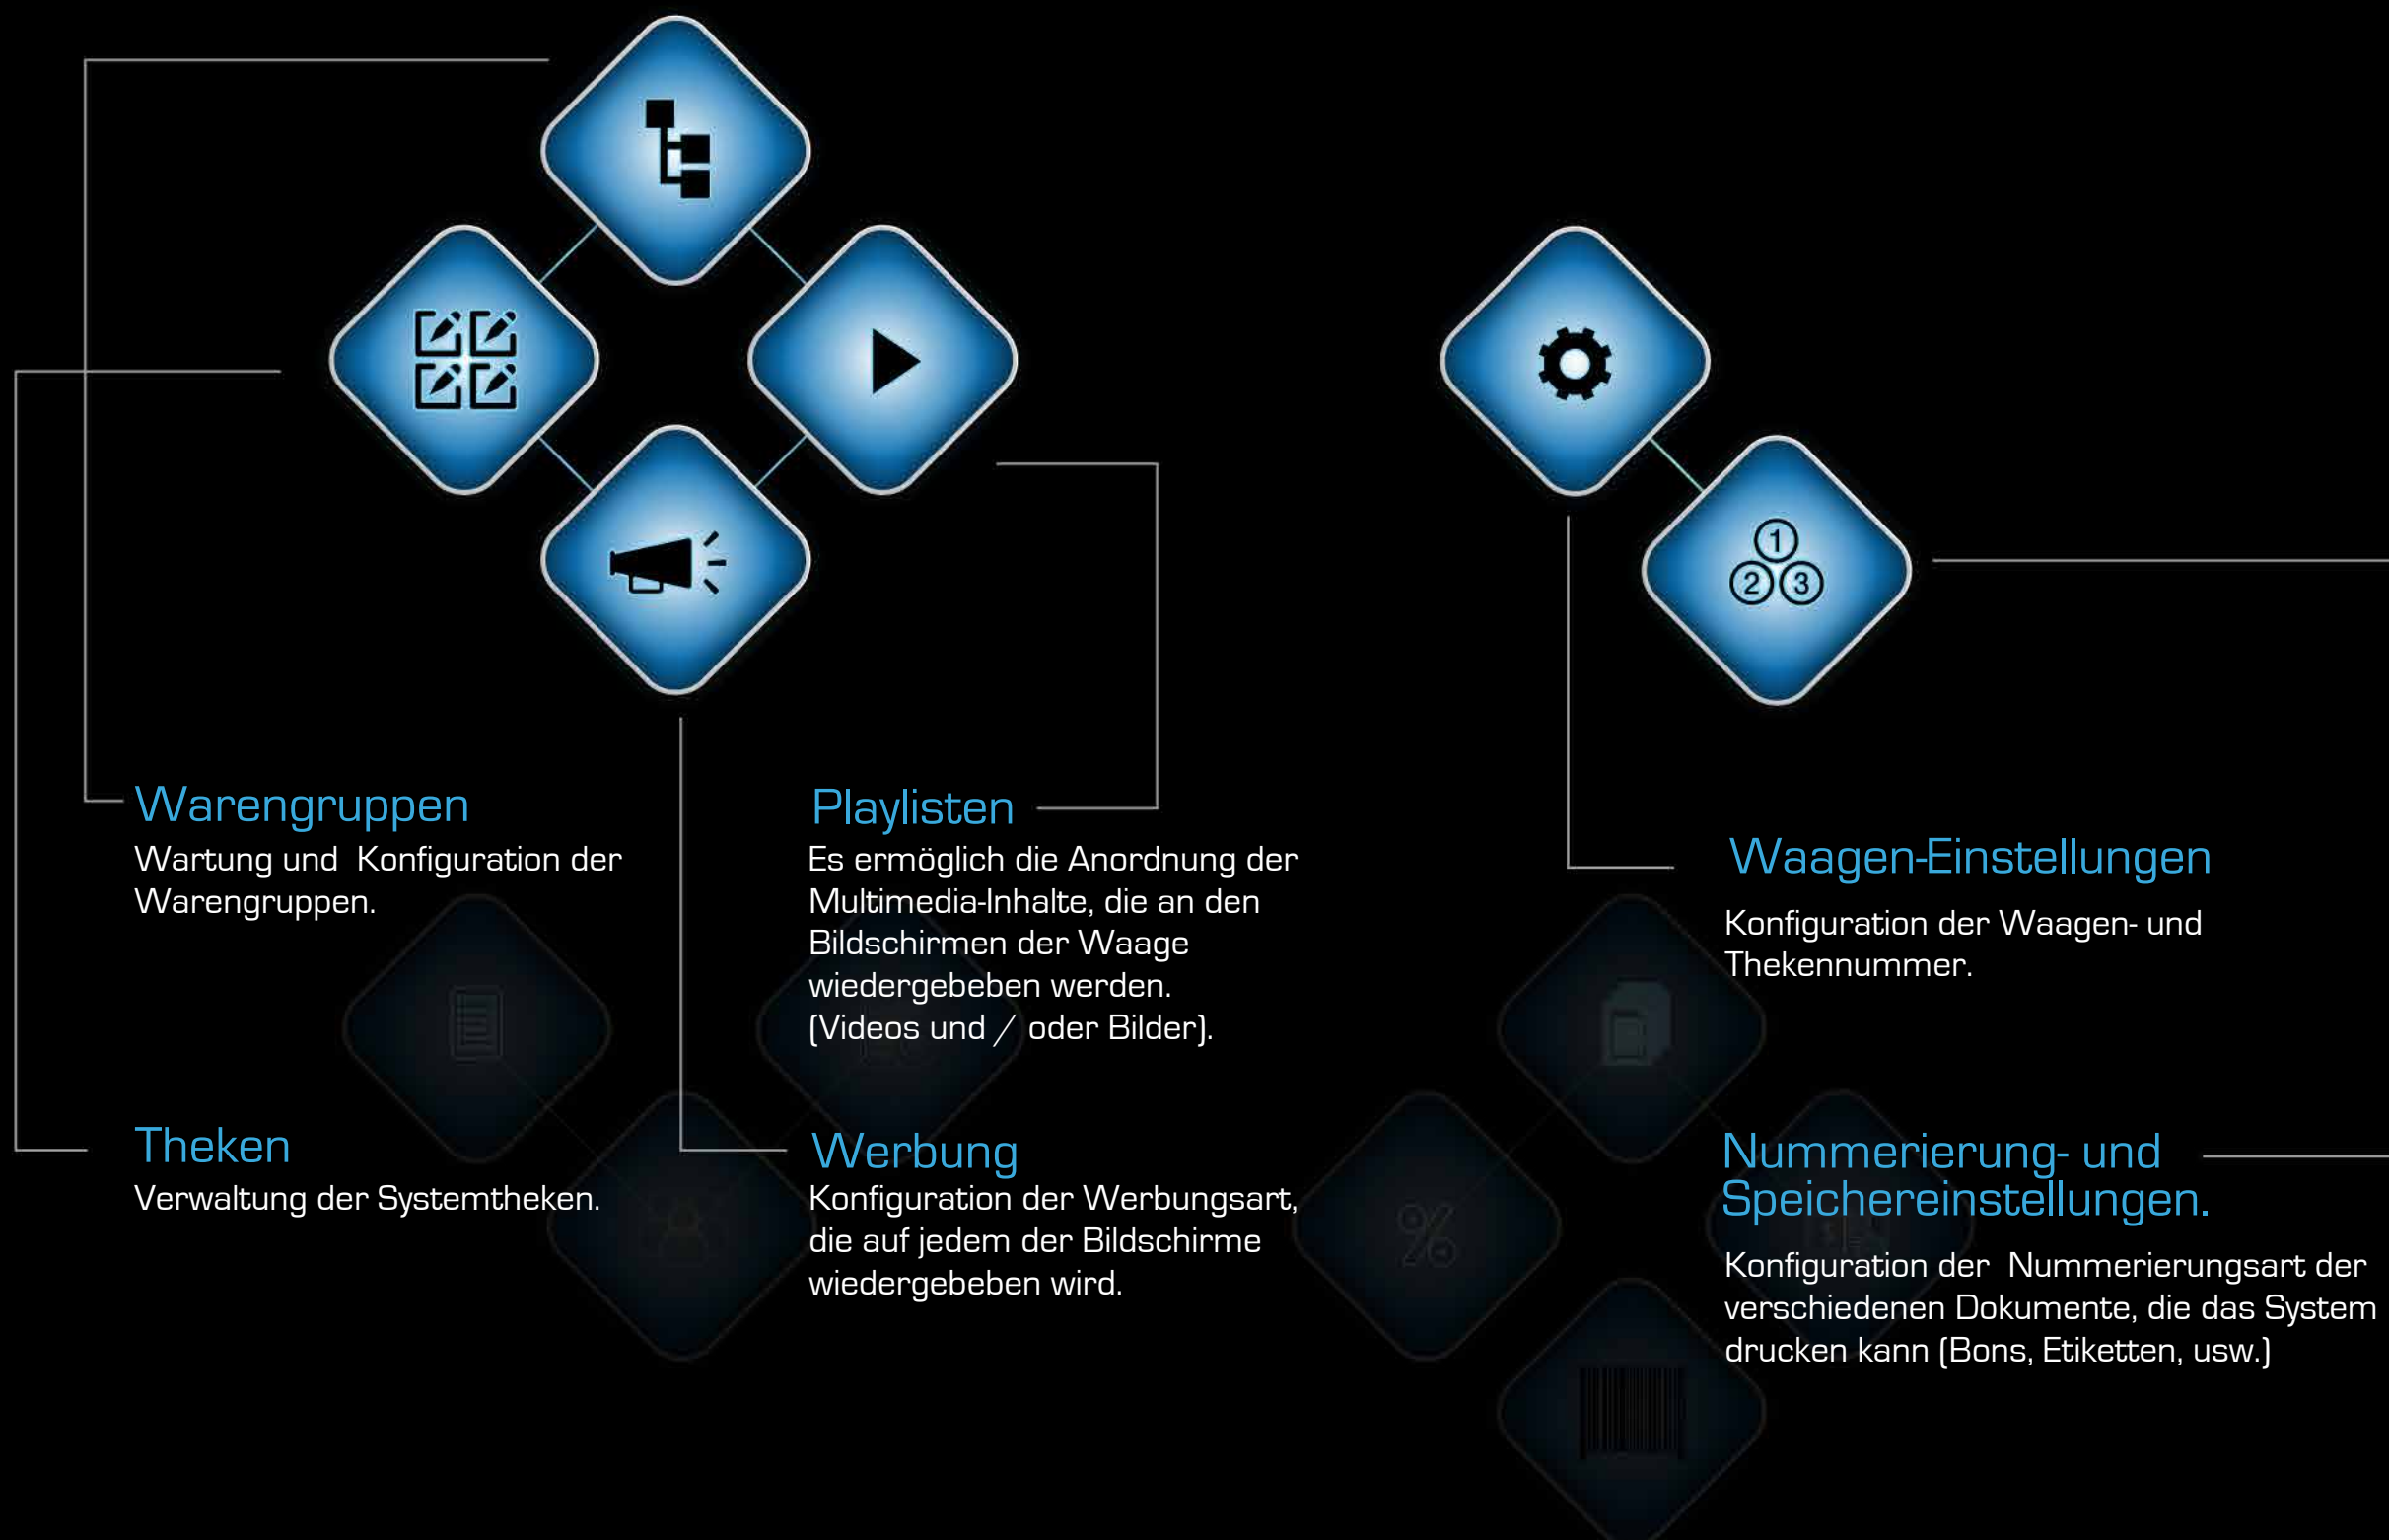 1
2 3
Warengruppen
Wartung und  Konfiguration der
Warengruppen.
Playlisten
Es ermöglich die Anordnung der
Multimedia-Inhalte, die an den
Bildschirmen der Waage
wiedergebeben werden.
(Videos und / oder Bilder).
Theken
Verwaltung der Systemtheken.
Werbung
Konfiguration der Werbungsart,
die auf jedem der Bildschirme
wiedergebeben wird.
Waagen-Einstellungen
Konfiguration der Waagen- und
Thekennummer.
Nummerierung- und
Speichereinstellungen.
Konfiguration der  Nummerierungsart der
verschiedenen Dokumente, die das System
drucken kann (Bons, Etiketten, usw.)
%